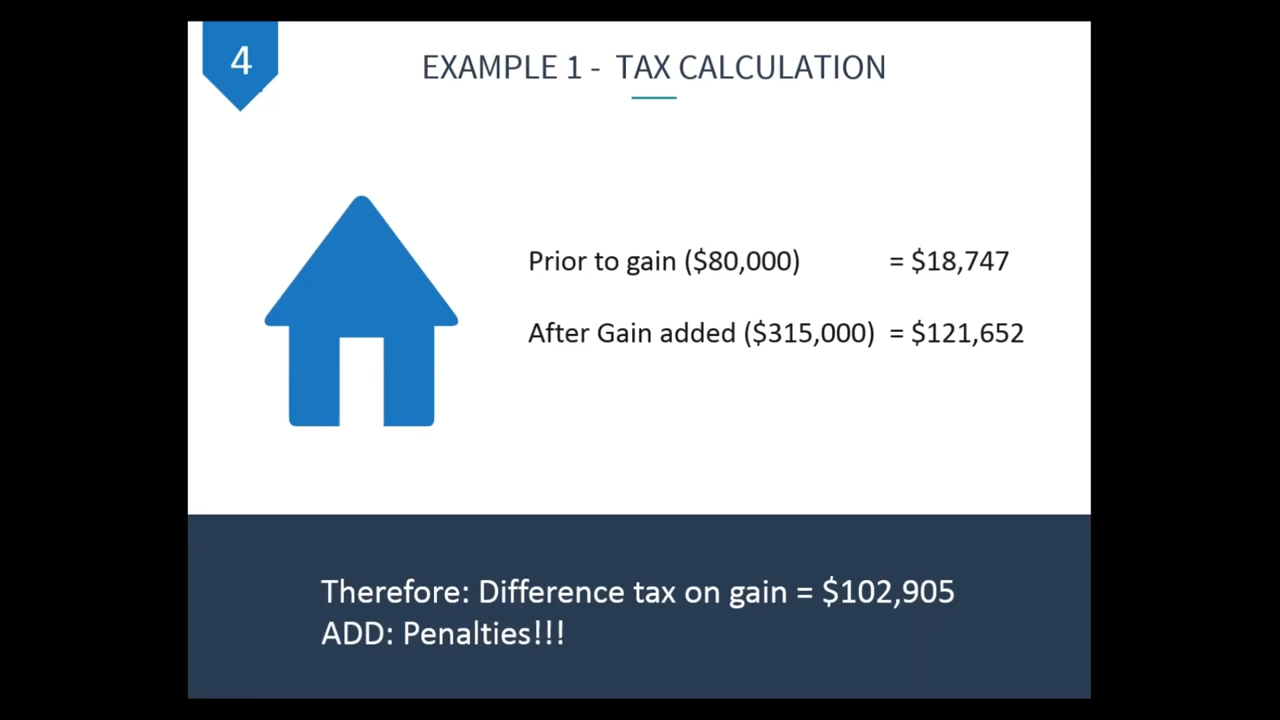 4
EXAMPLE 1 - TAX CALCULATION
Prior to gain ($80,000) = $18,747
After Gain added ($315,000) = $121,652
Therefore: Difference tax on gain = $102,905
ADD: Penalties!!!